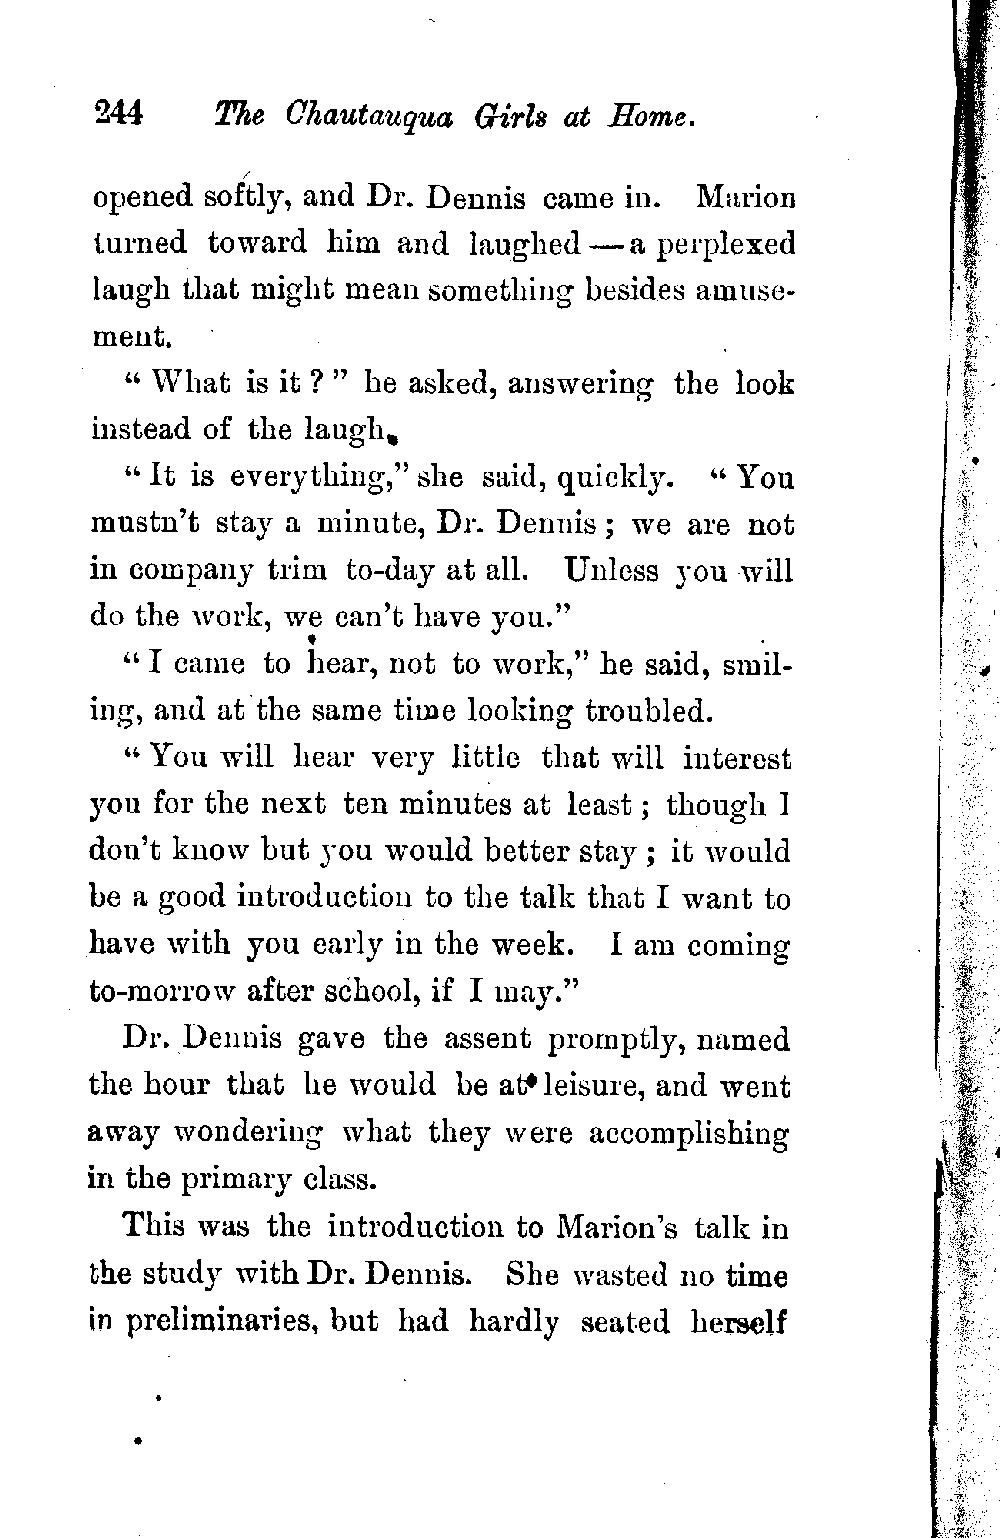 244 The Chautauqua Girls at Home.
opened softly, and Dr. Dennis came in. Marion
turned toward him and laughed — a perplexed
laugh that might mean something besides amuse-
ment.
“ What is it ? ” he asked, answering the look
instead of the laugh.
“ It is everything,” she said, quickly. “ You
mustn’t stay a minute, Dr. Dennis ; we are not
in company trim to-day at all. Unless you will
do the work, we can’t have you.”
“ I came to hear, not to work,” he said, smil-
ing, and at the same time looking troubled.
“ You will hear very little that will interest
you for the next ten minutes at least ; though I
don’t know but you would better stay ; it would
be a good introduction to the talk that I want to
have with you early in the week. I am coming
to-morrow after school, if I may.”
Dr. Dennis gave the assent promptly, named
the hour that he would be at leisure, and went
away wondering what they were accomplishing
in the primary class.
This was the introduction to Marion’s talk in
the study with Dr. Dennis. She wasted no time
in preliminaries, but had hardly seated herself